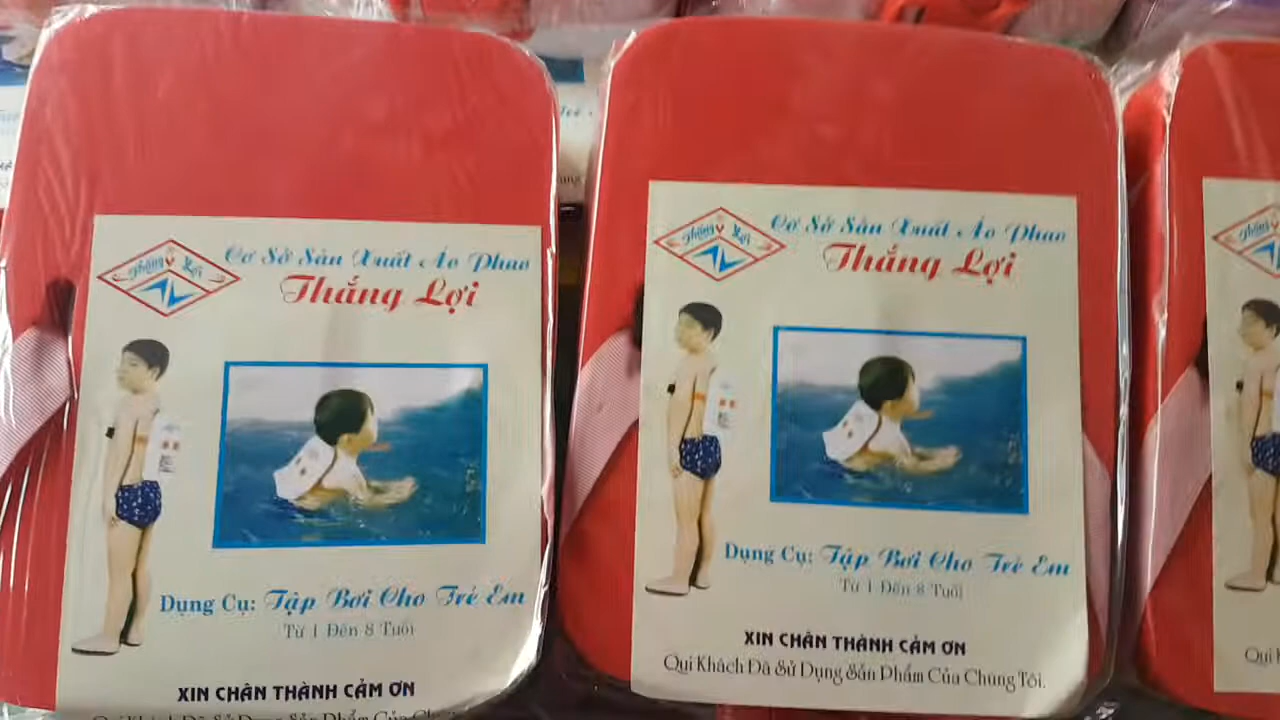 Thắng Lợi
Cơ Sở Sản Xuất Áo Phao
Thắng Lợi
Dụng Cụ: Tập Bơi Cho Trẻ Em
Từ 1 Đến 8 Tuổi
XIN CHÂN THÀNH CẢM ƠN
Quí Khách Đã Sử Dụng Sản Phẩm Của
Thắng Lợi
Cơ Sở Sản Xuất Áo Phao
Thắng Lợi
Dụng Cụ: Tập Bơi Cho Trẻ Em
Từ 1 Đến 8 Tuổi
XIN CHÂN THÀNH CẢM ƠN
Quí Khách Đã Sử Dụng Sản Phẩm Của Chúng Tôi.